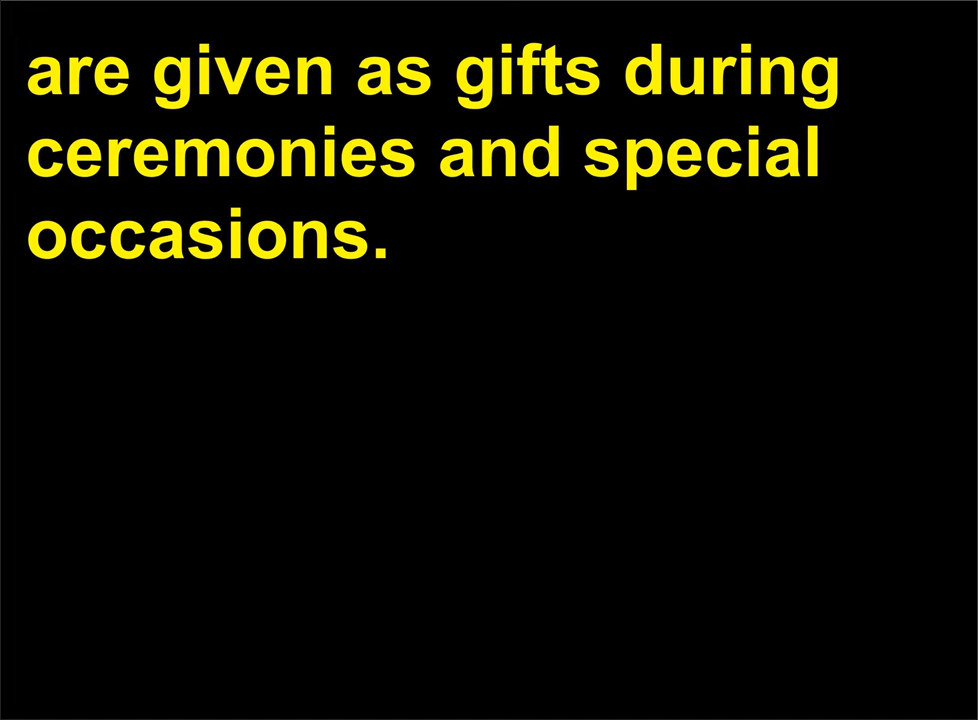 are given as gifts during
ceremonies and special
occasions.